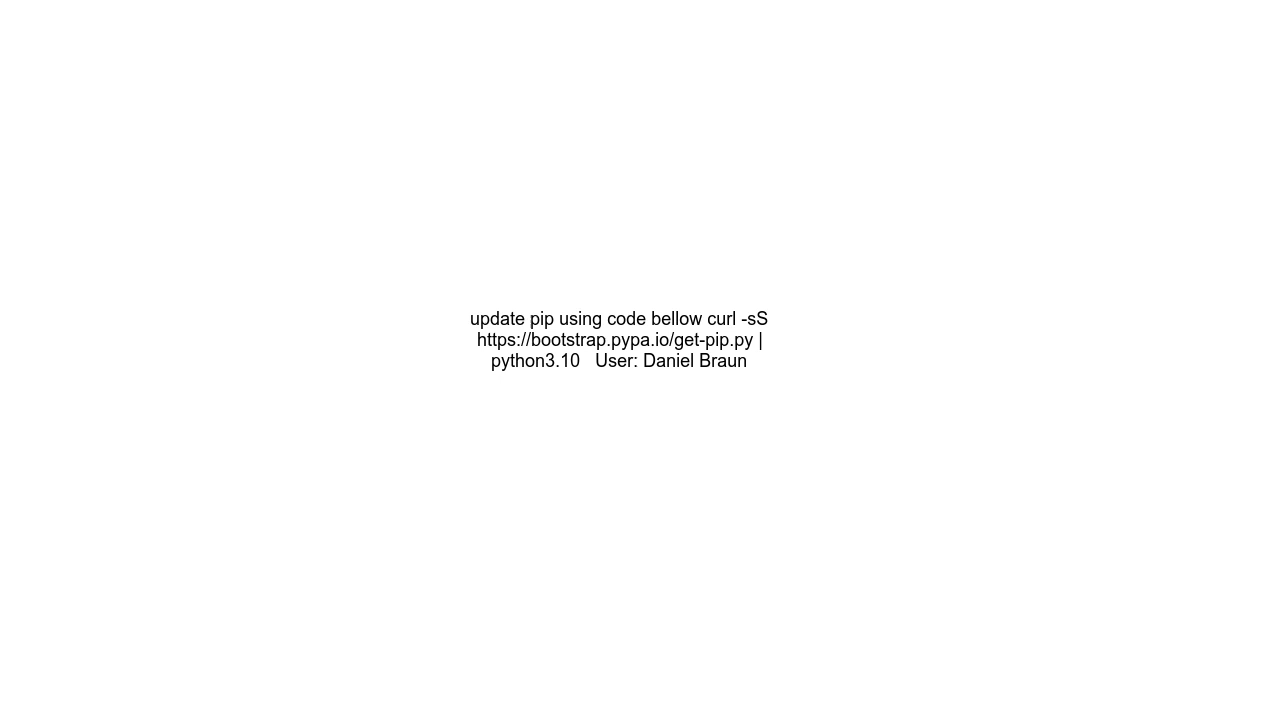 update pip using code bellow curl -sS
https://bootstrap.pypa.io/get-pip.py |
python3.10   User: Daniel Braun